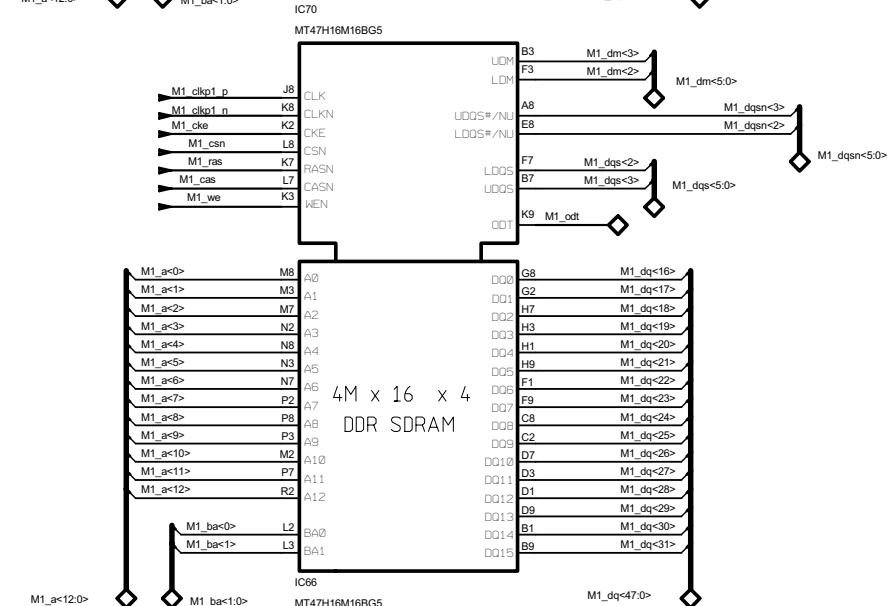 M1_ba<1:0>
IC70
MT47H16M16BG5
B3 M1_dm<3>
UDM
F3 M1_dm<2>
LDM
M1_dm<5:0>
M1_clkp1_p J8 CLK
M1_clkp1_n K8 CLKN
M1_cke K2 CKE
M1_csn L8 CSN
M1_ras K7 RASN
M1_cas L7 CASN
M1_we K3 WEN
UDQS#/NU A8 M1_dqsn<3>
LDQS#/NU E8 M1_dqsn<2>
M1_dqsn<5:0>
LDQS F7 M1_dqs<2>
UDQS B7 M1_dqs<3>
M1_dqs<5:0>
ODT K9 M1_odt
M1_a<0> M8 A0
M1_a<1> M3 A1
M1_a<2> M7 A2
M1_a<3> N2 A3
M1_a<4> N8 A4
M1_a<5> N3 A5
M1_a<6> N7 A6
M1_a<7> P2 A7
M1_a<8> P8 A8
M1_a<9> P3 A9
M1_a<10> M2 A10
M1_a<11> P7 A11
M1_a<12> R2 A12
M1_ba<0> L2 BA0
M1_ba<1> L3 BA1
4M x 16 x 4
DDR SDRAM
DQ0 G8 M1_dq<16>
DQ1 G2 M1_dq<17>
DQ2 H7 M1_dq<18>
DQ3 H3 M1_dq<19>
DQ4 H1 M1_dq<20>
DQ5 H9 M1_dq<21>
DQ6 F1 M1_dq<22>
DQ7 F9 M1_dq<23>
DQ8 C8 M1_dq<24>
DQ9 C2 M1_dq<25>
DQ10 D7 M1_dq<26>
DQ11 D3 M1_dq<27>
DQ12 D1 M1_dq<28>
DQ13 D9 M1_dq<29>
DQ14 B1 M1_dq<30>
DQ15 B9 M1_dq<31>
IC66
MT47H16M16BG5
M1_a<12:0>
M1_ba<1:0>
M1_dq<47:0>